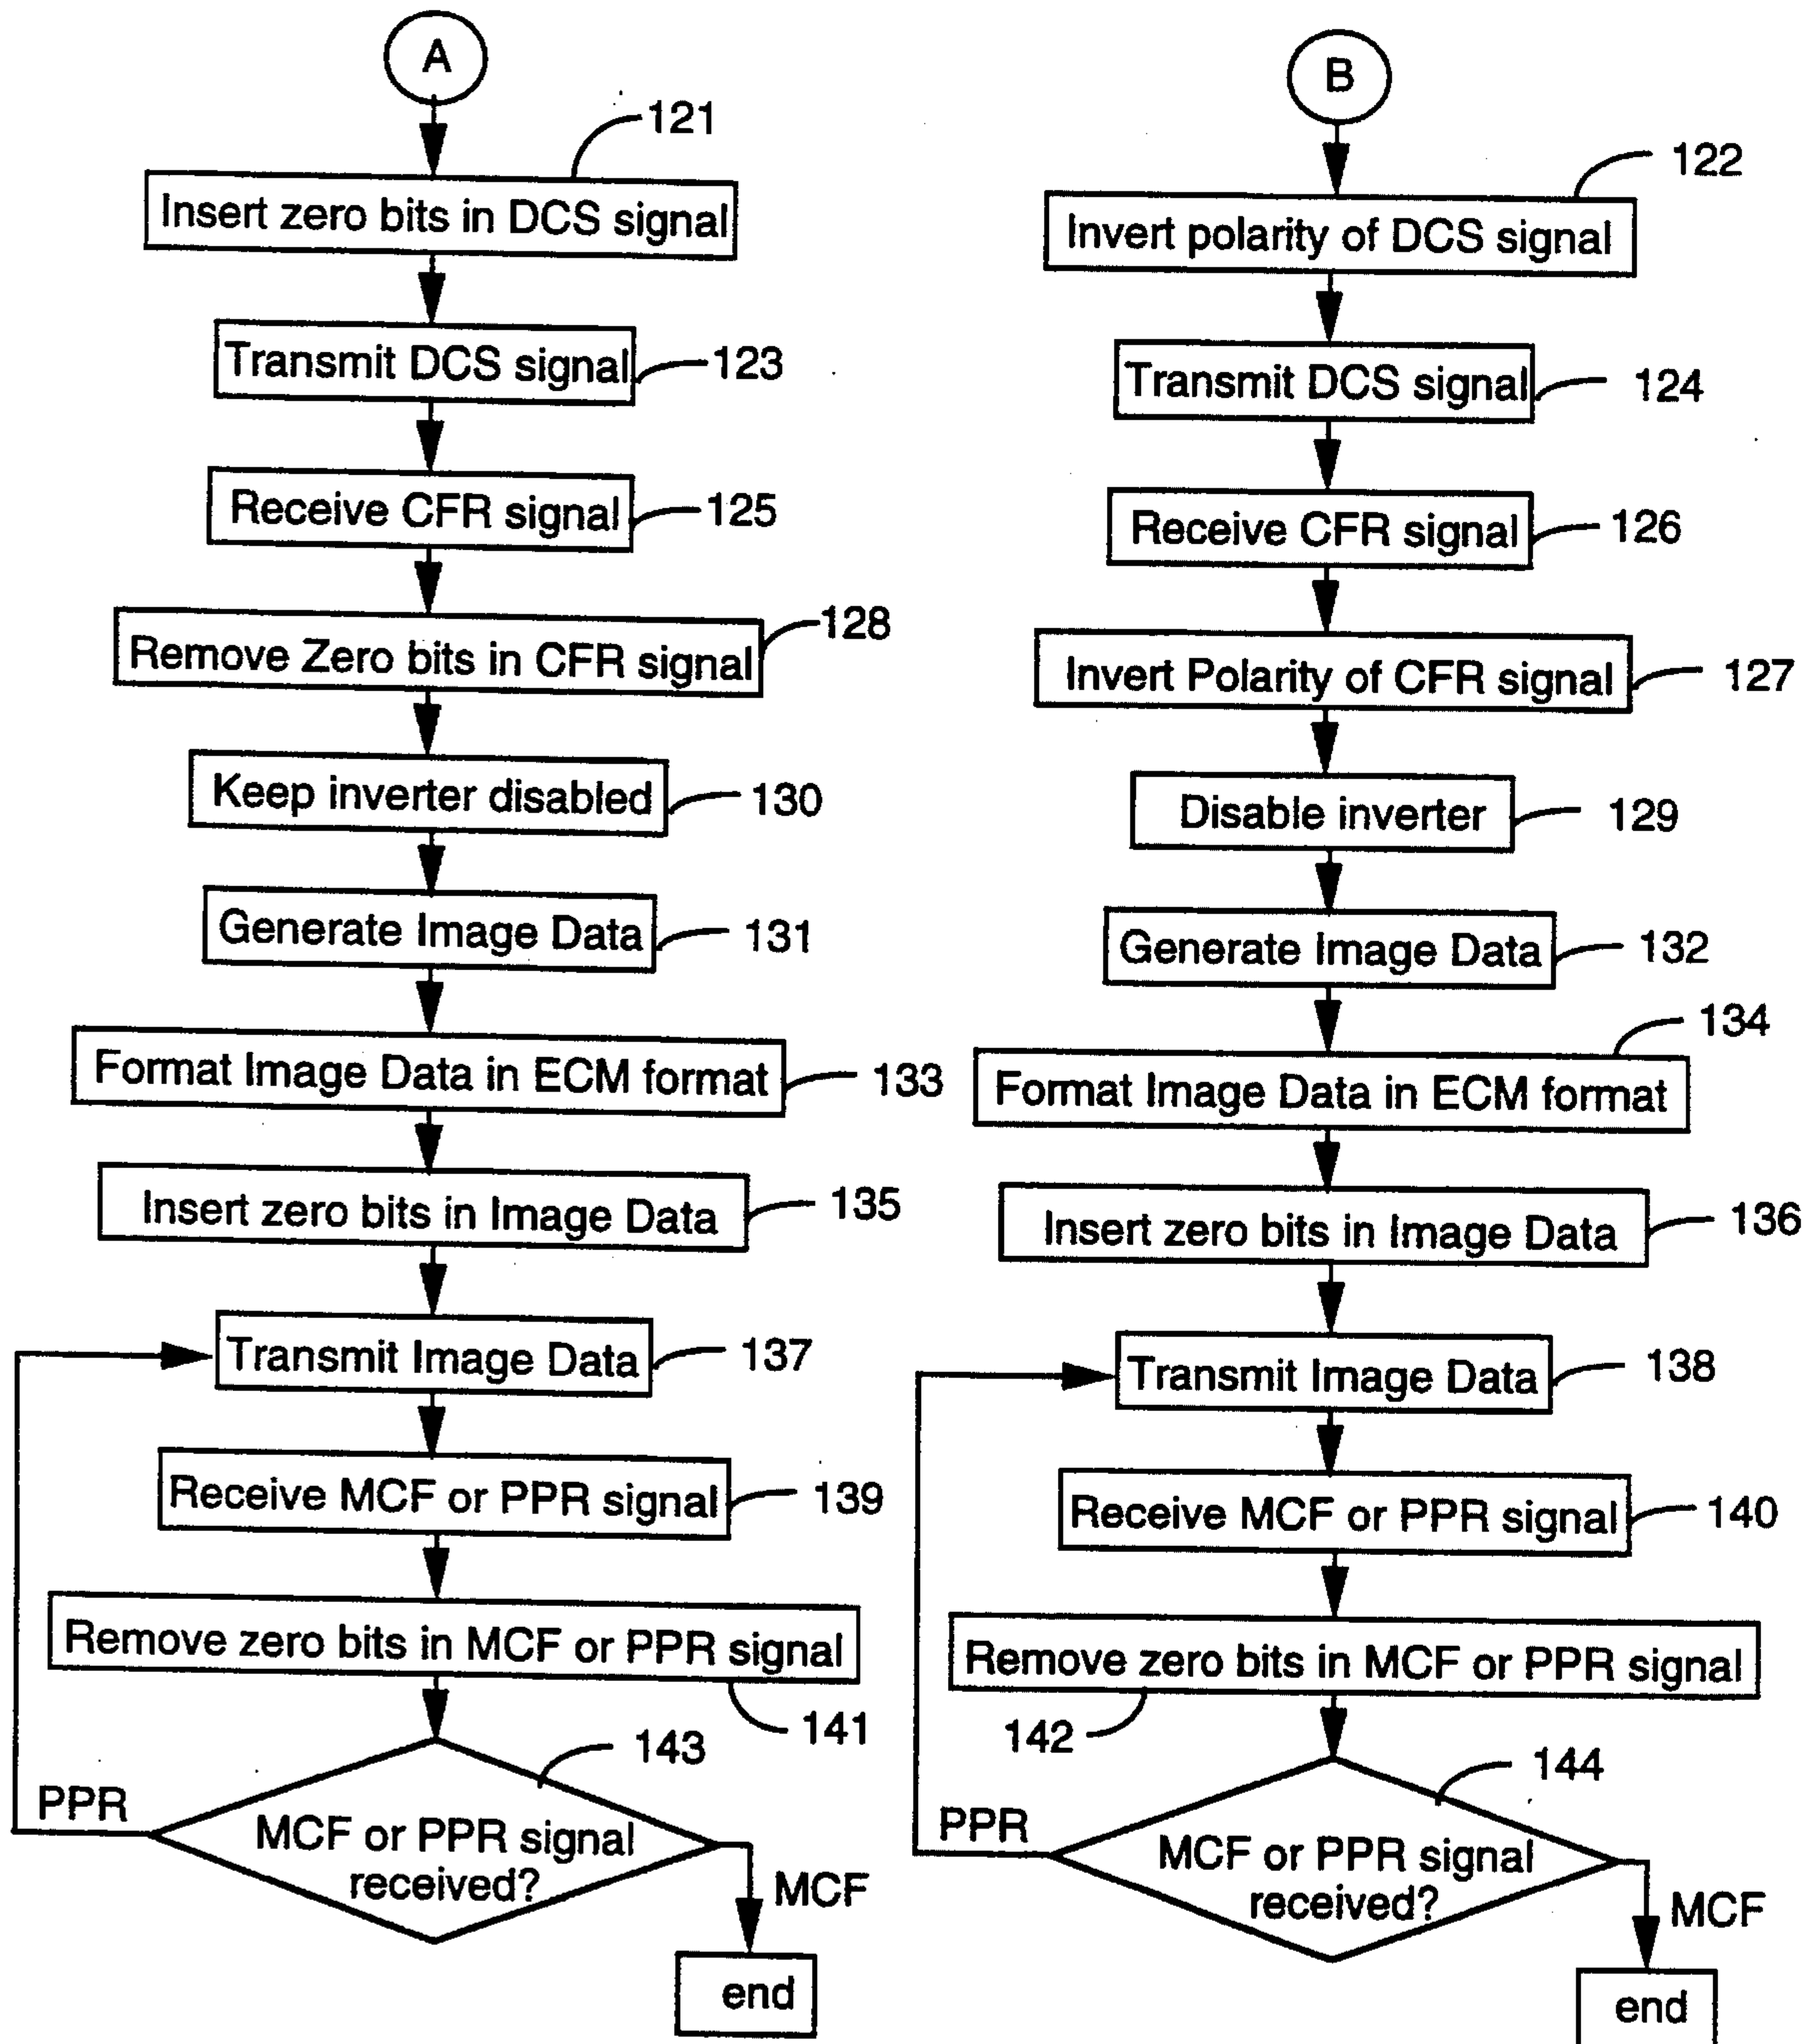 A
121
Insert zero bits in DCS signal
Transmit DCS signal
123
Receive CFR signal
125
128
Remove Zero bits in CFR signal
Keep inverter disabled
130
Generate Image Data
131
Format Image Data in ECM format
133
Insert zero bits in Image Data
135
Transmit Image Data
137
Receive MCF or PPR signal
139
Remove zero bits in MCF or PPR signal
141
143
PPR
MCF or PPR signal
received?
MCF
end
B
122
Invert polarity of DCS signal
Transmit DCS signal
124
Receive CFR signal
126
Invert Polarity of CFR signal
127
Disable inverter
129
Generate Image Data
132
134
Format Image Data in ECM format
Insert zero bits in Image Data
136
Transmit Image Data
138
Receive MCF or PPR signal
140
Remove zero bits in MCF or PPR signal
142
144
PPR
MCF or PPR signal
received?
MCF
end